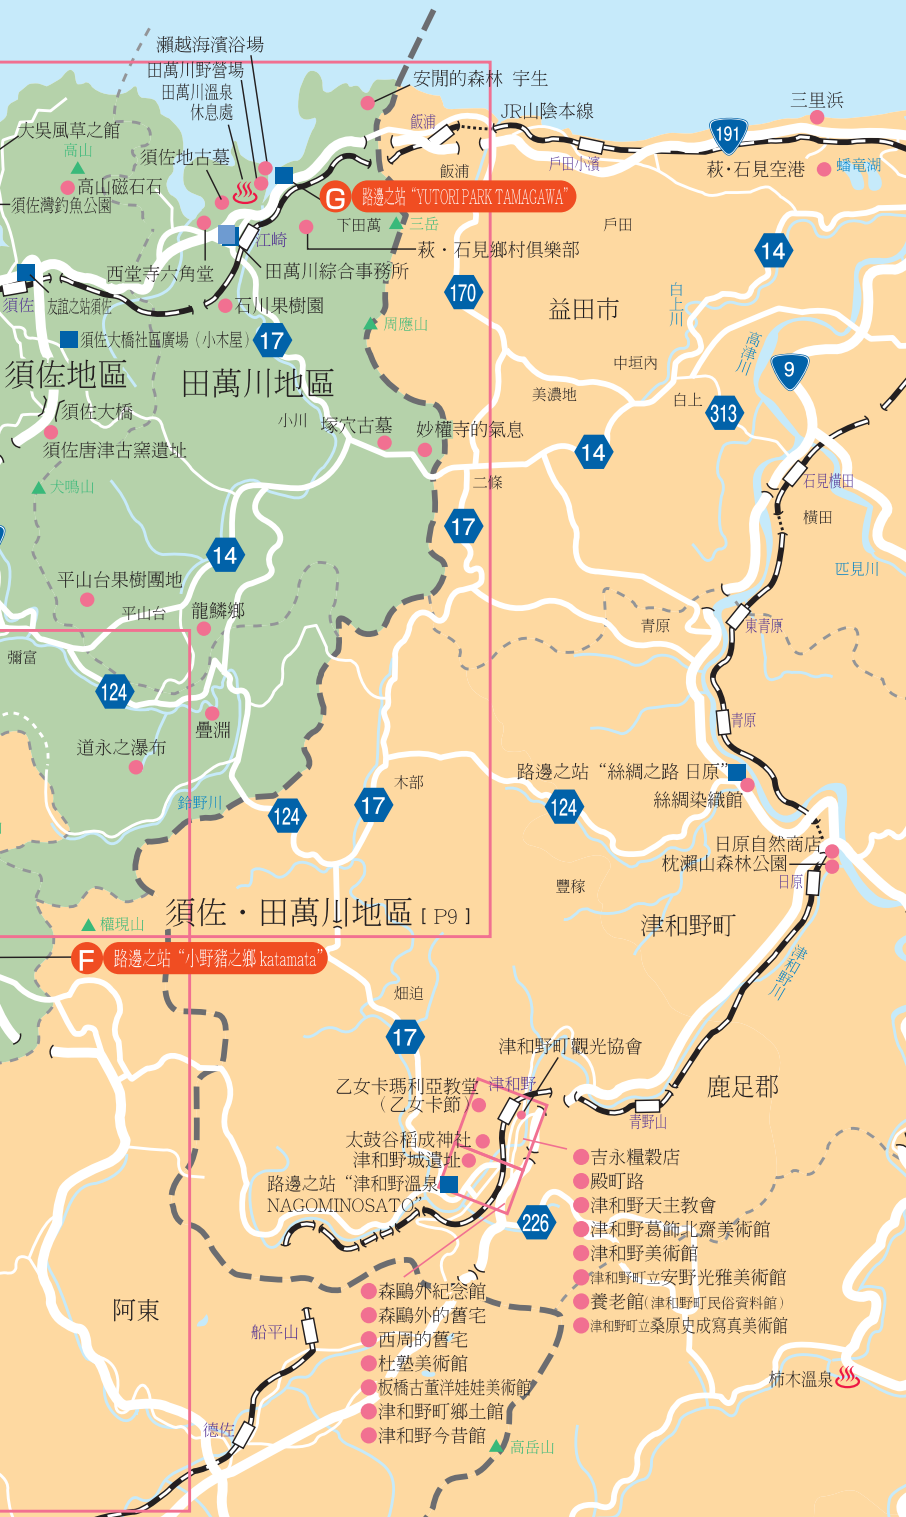 瀨越海濱浴場
田萬川野營場
田萬川溫泉
休息處
安閒的森林 宇生
JR山陰本線
三里浜
飯浦
191
大吳風草之館
高山
須佐地古墓
飯浦
戶田小濱
萩・石見空港
蟠竜湖
高山磁石石
須佐灣釣魚公園
G 路邊之站“YUTORI PARK TAMAGAWA”
下田萬
三岳
戶田
江崎
萩・石見鄉村俱樂部
14
西堂寺六角堂
田萬川綜合事務所
須佐
友誼之站須佐
石川果樹園
170
白上川
益田市
周應山
須佐大橋社區廣場（小木屋）
17
高津川
須佐地區
田萬川地區
中垣內
9
美濃地
白上
313
須佐大橋
小川
塚穴古墓
妙權寺的氣息
須佐唐津古窯遺址
14
犬鳴山
二條
石見橫田
17
橫田
14
匹見川
平山台果樹園地
平山台
龍鱗鄉
青原
東青原
彌富
124
青原
疊淵
道永之瀑布
路邊之站“絲綢之路 日原”
木部
絲綢染織館
鈴野川
124
17
124
日原自然商店
枕瀨山森林公園
日原
豐稼
須佐・田萬川地區［P9］
權現山
津和野町
F 路邊之站“小野豬之鄉 katamata”
津和野川
畑迫
17
津和野町觀光協會
乙女卡瑪利亞教堂
（乙女卡節）
津和野
鹿足郡
青野山
太鼓谷稻成神社
津和野城遺址
路邊之站“津和野溫泉
NAGOMINOSATO”
吉永糧穀店
殿町路
津和野天主教會
226
津和野葛飾北齋美術館
津和野美術館
津和野町立安野光雅美術館
養老館（津和野町民俗資料館）
津和野町立桑原史成寫真美術館
森鷗外紀念館
森鷗外的舊宅
西周的舊宅
杜塾美術館
板橋古董洋娃娃美術館
津和野町鄉土館
津和野今昔館
阿東
船平山
柿木溫泉
德佐
高岳山